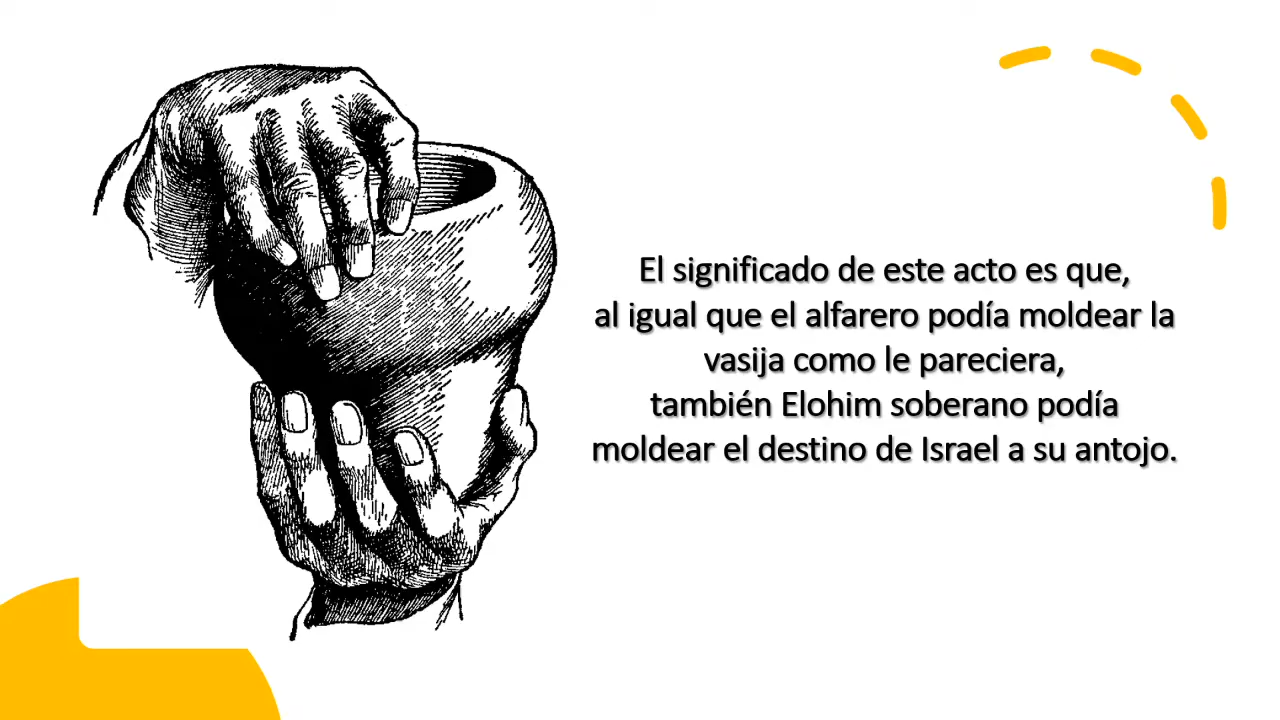 El significado de este acto es que,
al igual que el alfarero podía moldear la
vasija como le pareciera,
también Elohim soberano podía
moldear el destino de Israel a su antojo.